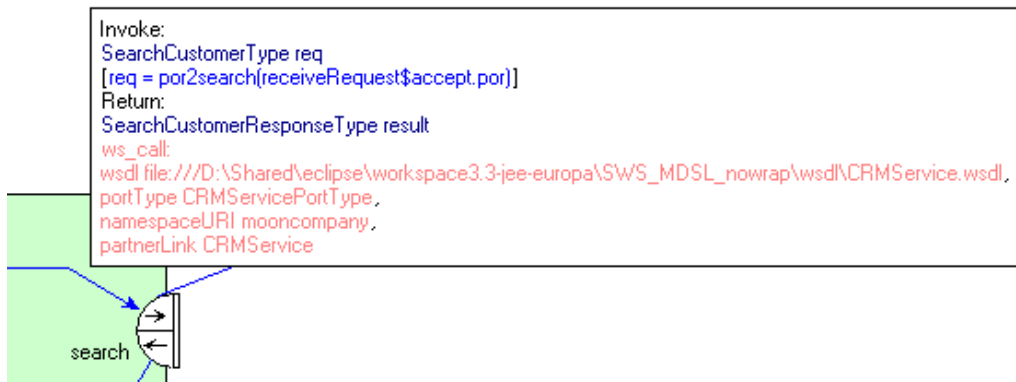 Invoke:
SearchCustomerType req
[req = por2search(receiveRequest$accept.por)]
Return:
SearchCustomerResponseType result
ws_call:
wsdl file:///D:\Shared\eclipse\workspace3.3-jee-europa\SWS_MDSL_nowrap\wsdl\CRMService.wsdl,
portType CRMServicePortType,
namespaceURI mooncompany,
partnerLink CRMService
search